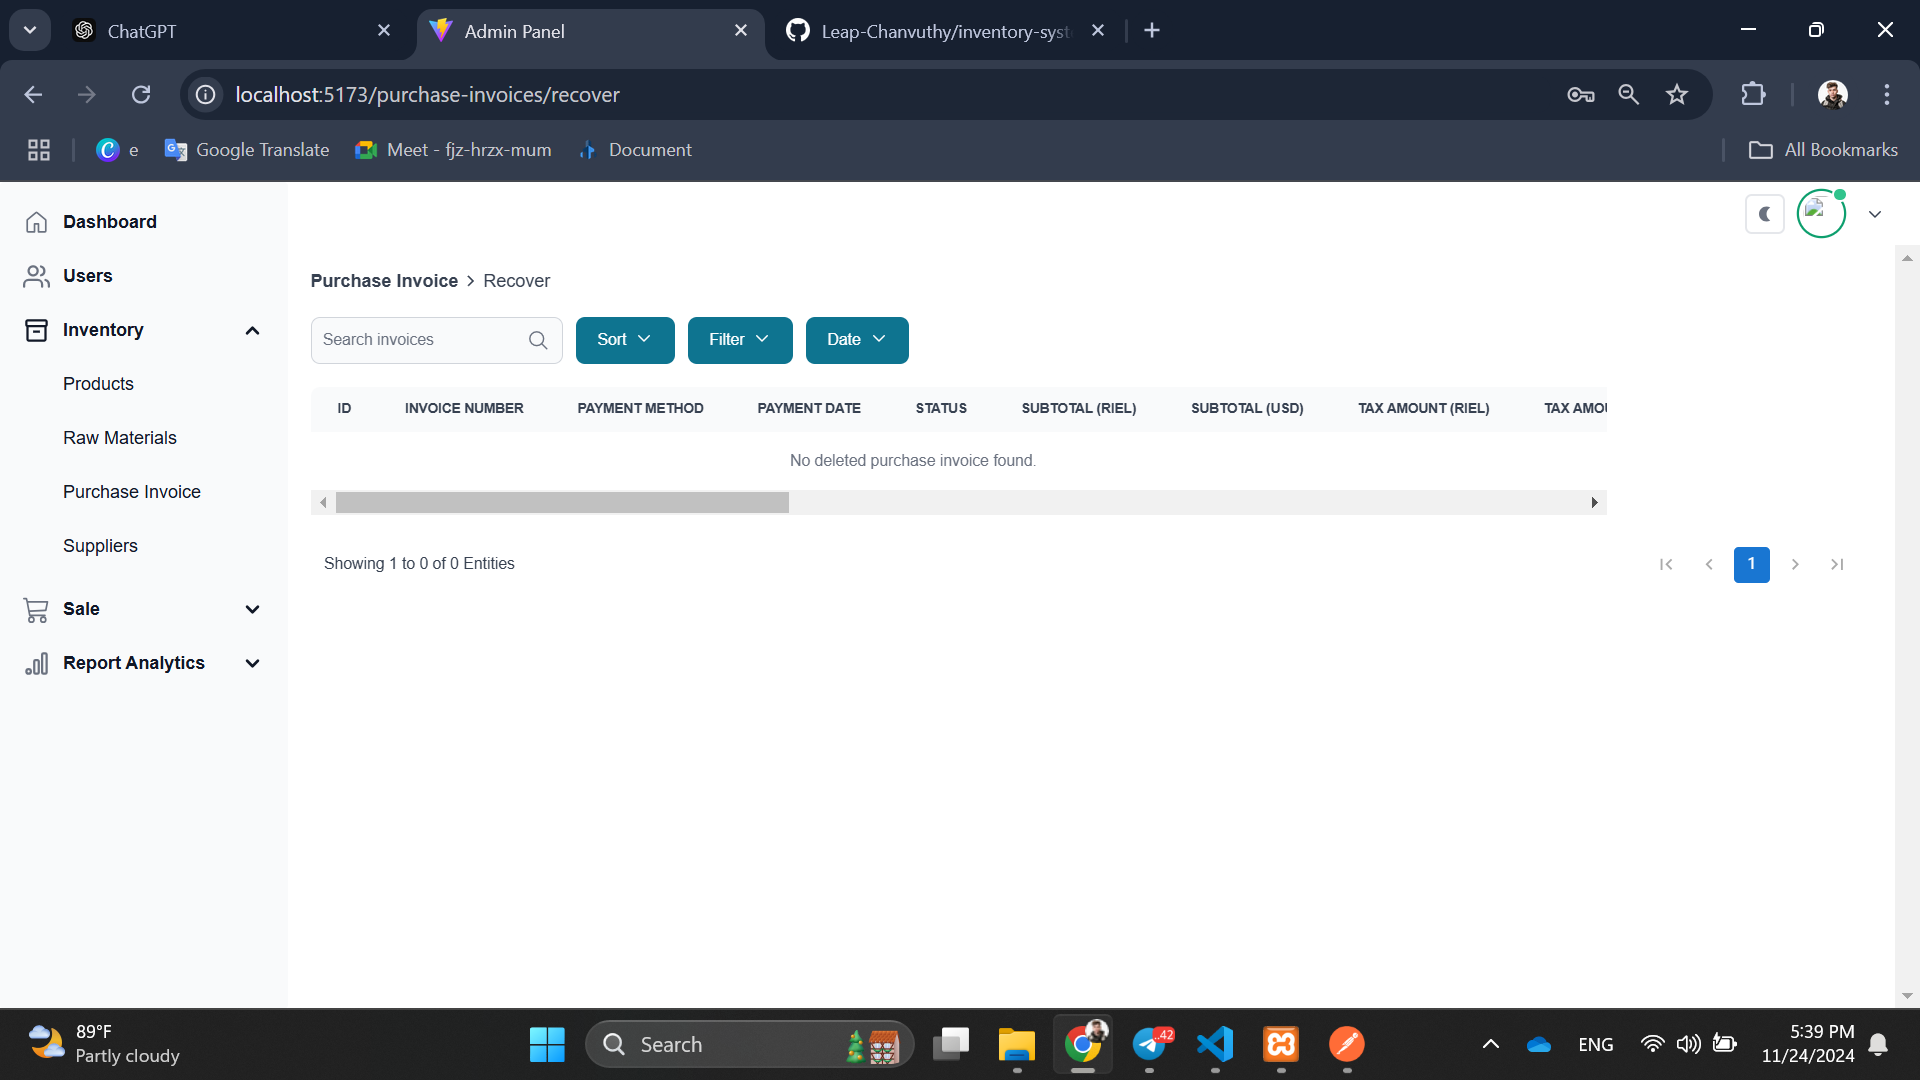 ChatGPT
Admin Panel
Leap-Chanvuthy/inventory-syst
localhost:5173/purchase-invoices/recover
e
Google Translate
Meet - fjz-hrzx-mum
Document
All Bookmarks
Dashboard
Users
Inventory
Products
Raw Materials
Purchase Invoice
Suppliers
Sale
Report Analytics
Purchase Invoice > Recover
Search invoices
Sort
Filter
Date
ID INVOICE NUMBER PAYMENT METHOD PAYMENT DATE STATUS SUBTOTAL (RIEL) SUBTOTAL (USD) TAX AMOUNT (RIEL) TAX AMOU
No deleted purchase invoice found.
Showing 1 to 0 of 0 Entities
1
89°F
Partly cloudy
Search
..42
ENG
5:39 PM
11/24/2024